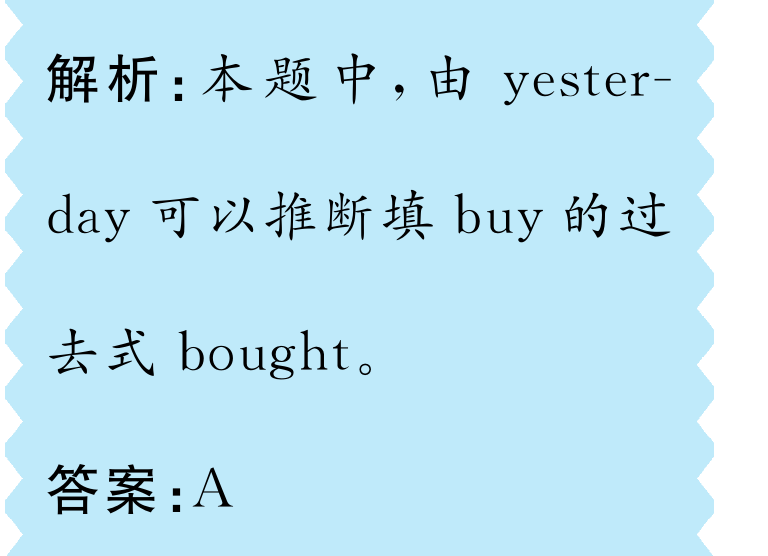 解析:本题中,由 yester-
day 可以推断填 buy 的过
去式 bought。
答案:A